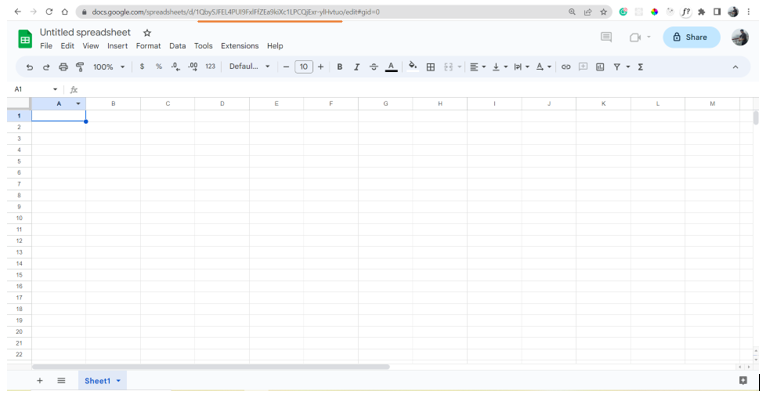 docs.google.com/spreadsheets/d/1Qby5JFEL4PUI9FxlFlZEa9kiXc1LPCQjExr-ylHvtuo/edit#gid=0
Untitled spreadsheet
File Edit View Insert Format Data Tools Extensions Help
Share
100% $ % .0 .00 123 Defaul... − 10 + B I S A
A1 fx
A B C D E F G H I J K L M
1
2
3
4
5
6
7
8
9
10
11
12
13
14
15
16
17
18
19
20
21
22
+ Sheet1